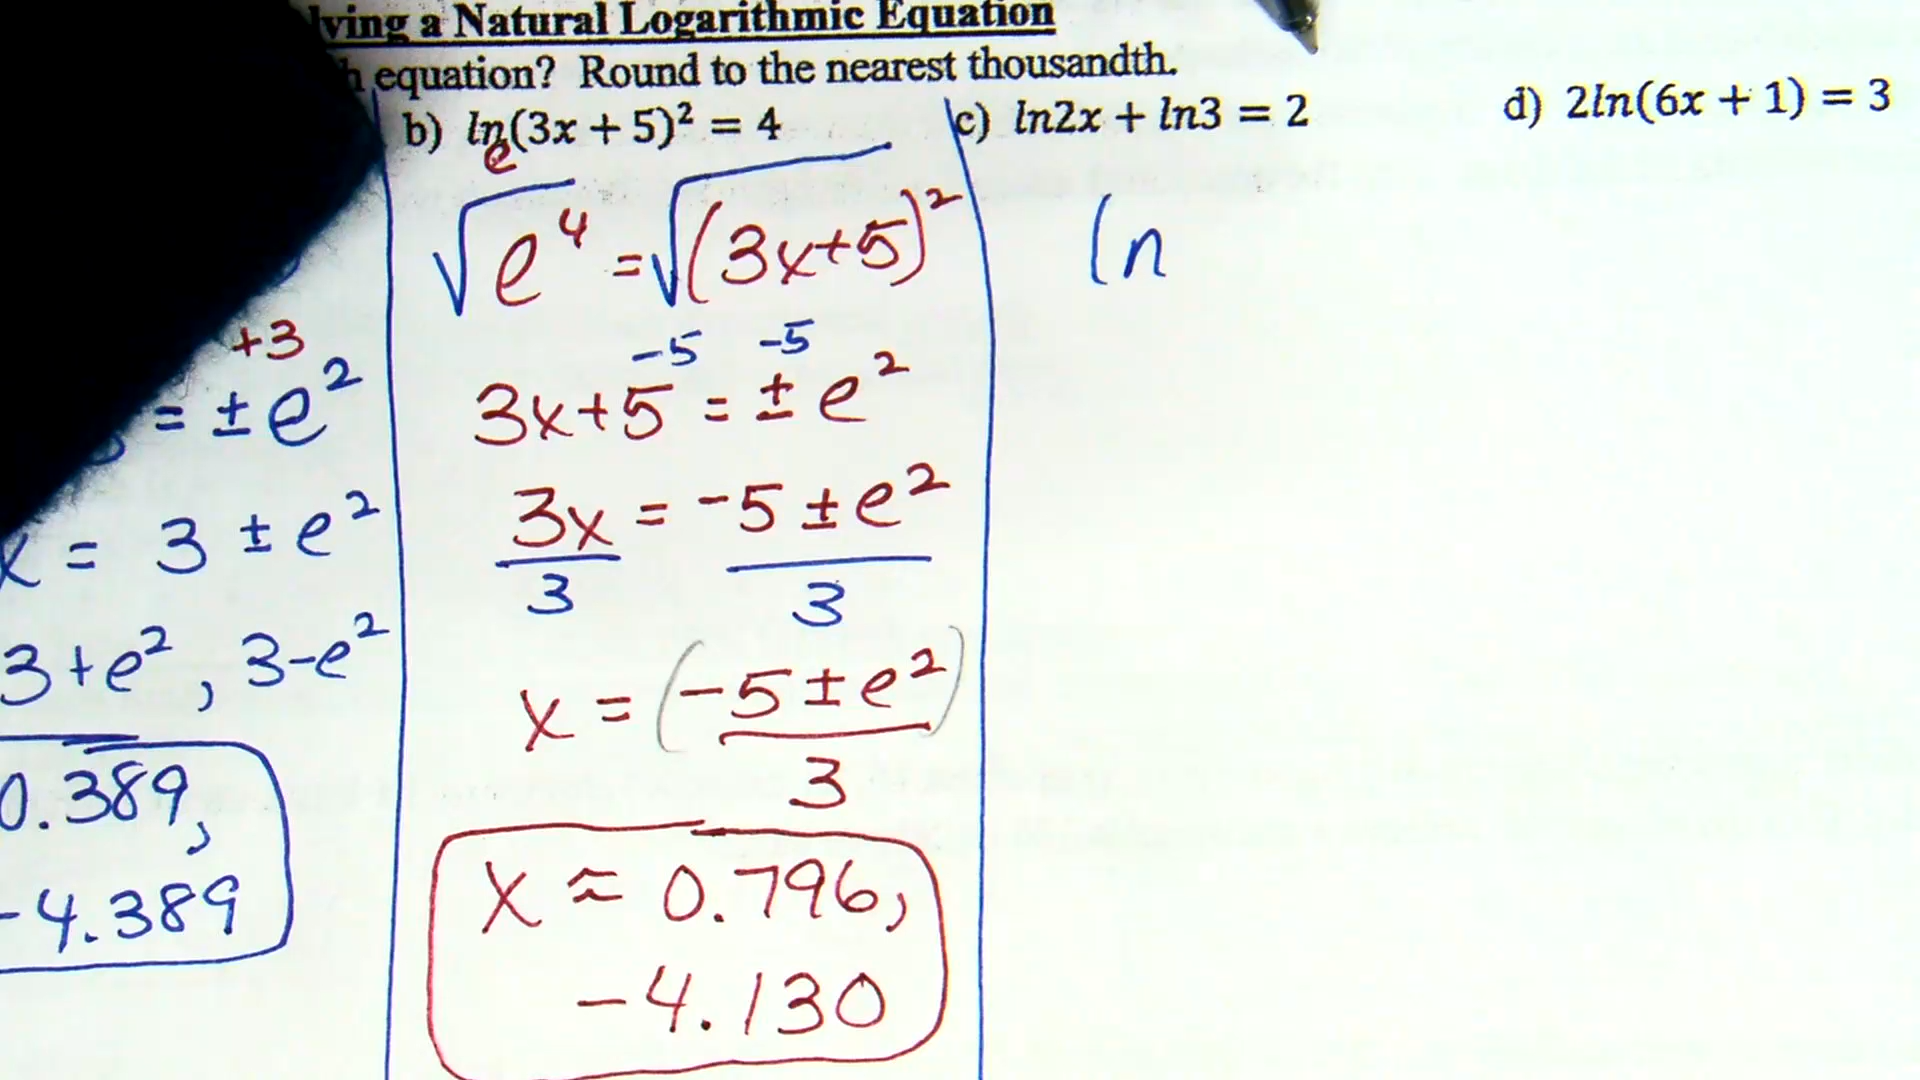 ving a Natural Logarithmic Equation
h equation? Round to the nearest thousandth.
b) ln(3x + 5)² = 4
c) ln2x + ln3 = 2
d) 2ln(6x + 1) = 3
e
√e⁴ = √(3x+5)²
-5 -5
3x+5 = ± e²
3x = -5 ± e²
3 3
x = (-5 ± e²)
3
x ≈ 0.796,
-4.130
+3
= ± e²
x = 3 ± e²
3+e², 3-e²
0.389,
-4.389
ln